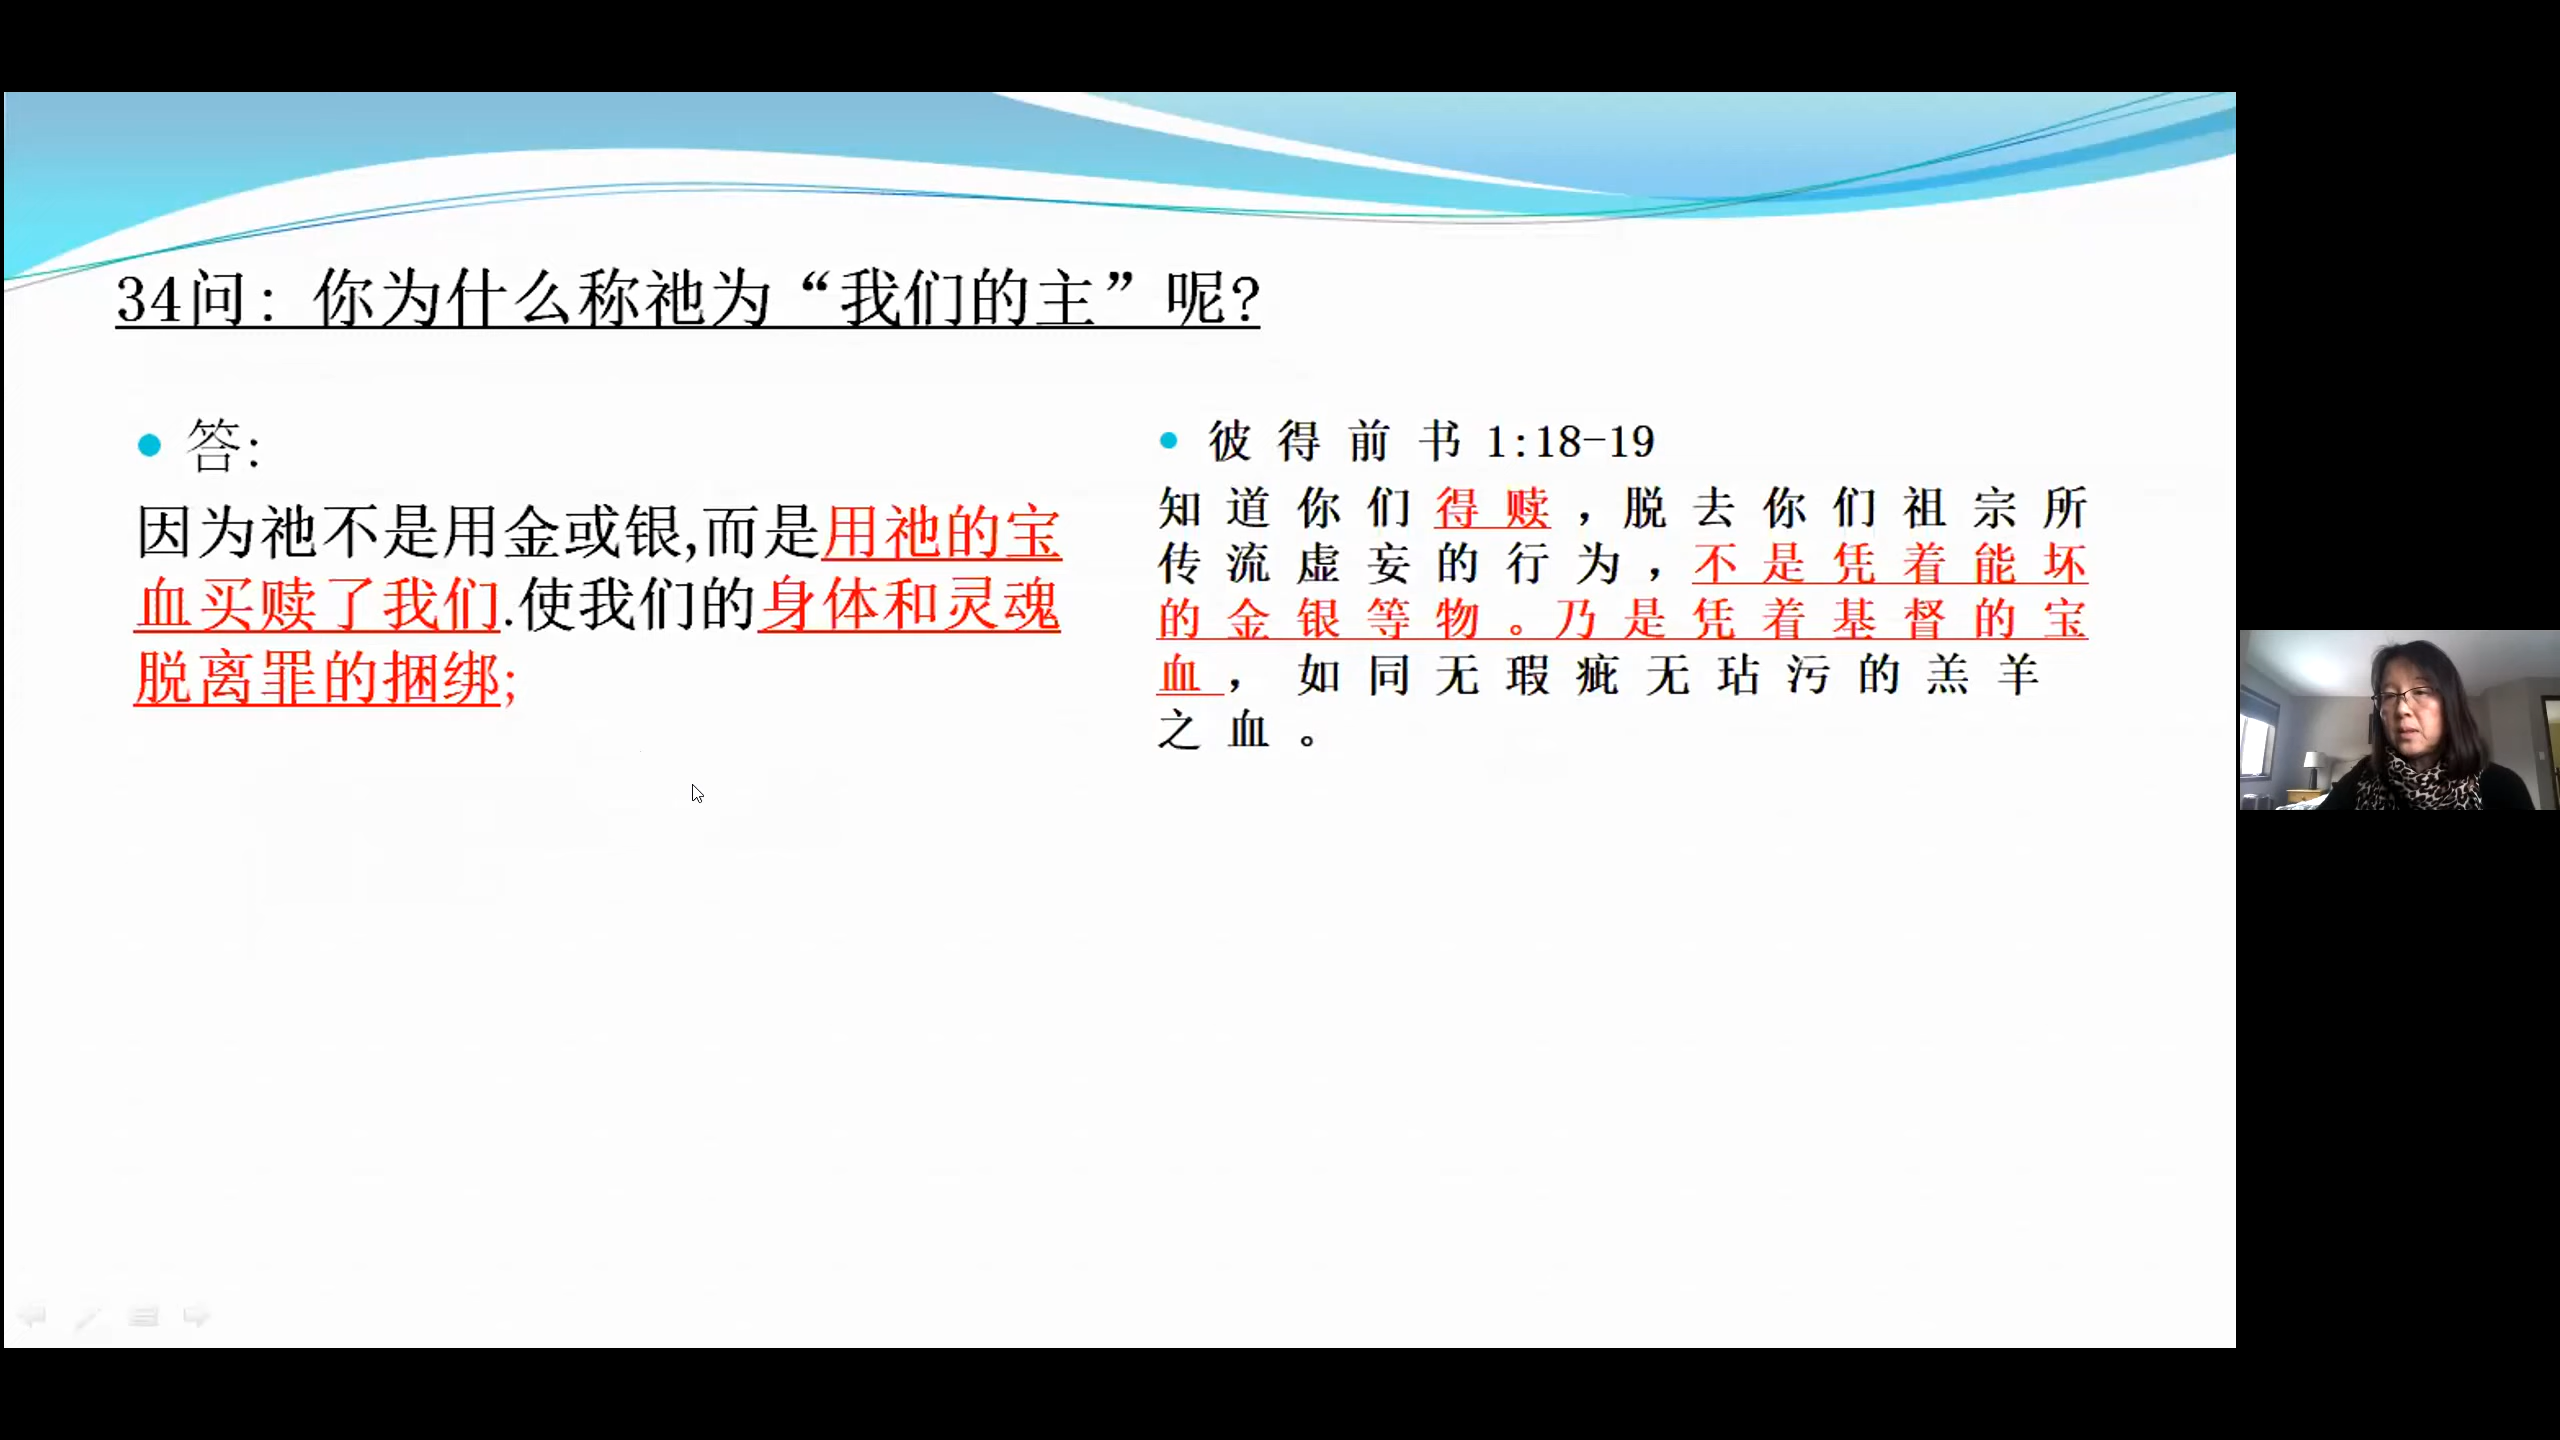 34问：你为什么称祂为“我们的主”呢?
答:
因为祂不是用金或银,而是用祂的宝
血买赎了我们.使我们的身体和灵魂
脱离罪的捆绑;
彼得前书 1:18-19
知道你们得赎，脱去你们祖宗所
传流虚妄的行为，不是凭着能坏
的金银等物。乃是凭着基督的宝
血，如同无瑕疵无玷污的羔羊
之血。